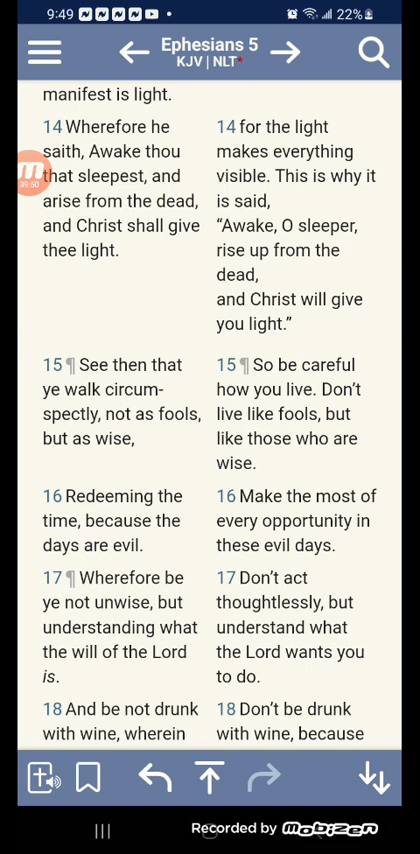 9:49
22%
Ephesians 5
KJV | NLT*
manifest is light.
14 Wherefore he
saith, Awake thou
that sleepest, and
arise from the dead,
and Christ shall give
thee light.
14 for the light
makes everything
visible. This is why it
is said,
“Awake, O sleeper,
rise up from the
dead,
and Christ will give
you light.”
39:50
15 ¶ See then that
ye walk circum-
spectly, not as fools,
but as wise,
15 ¶ So be careful
how you live. Don’t
live like fools, but
like those who are
wise.
16 Redeeming the
time, because the
days are evil.
16 Make the most of
every opportunity in
these evil days.
17 ¶ Wherefore be
ye not unwise, but
understanding what
the will of the Lord
is.
17 Don’t act
thoughtlessly, but
understand what
the Lord wants you
to do.
18 And be not drunk
with wine, wherein
18 Don’t be drunk
with wine, because
Recorded by mobizen